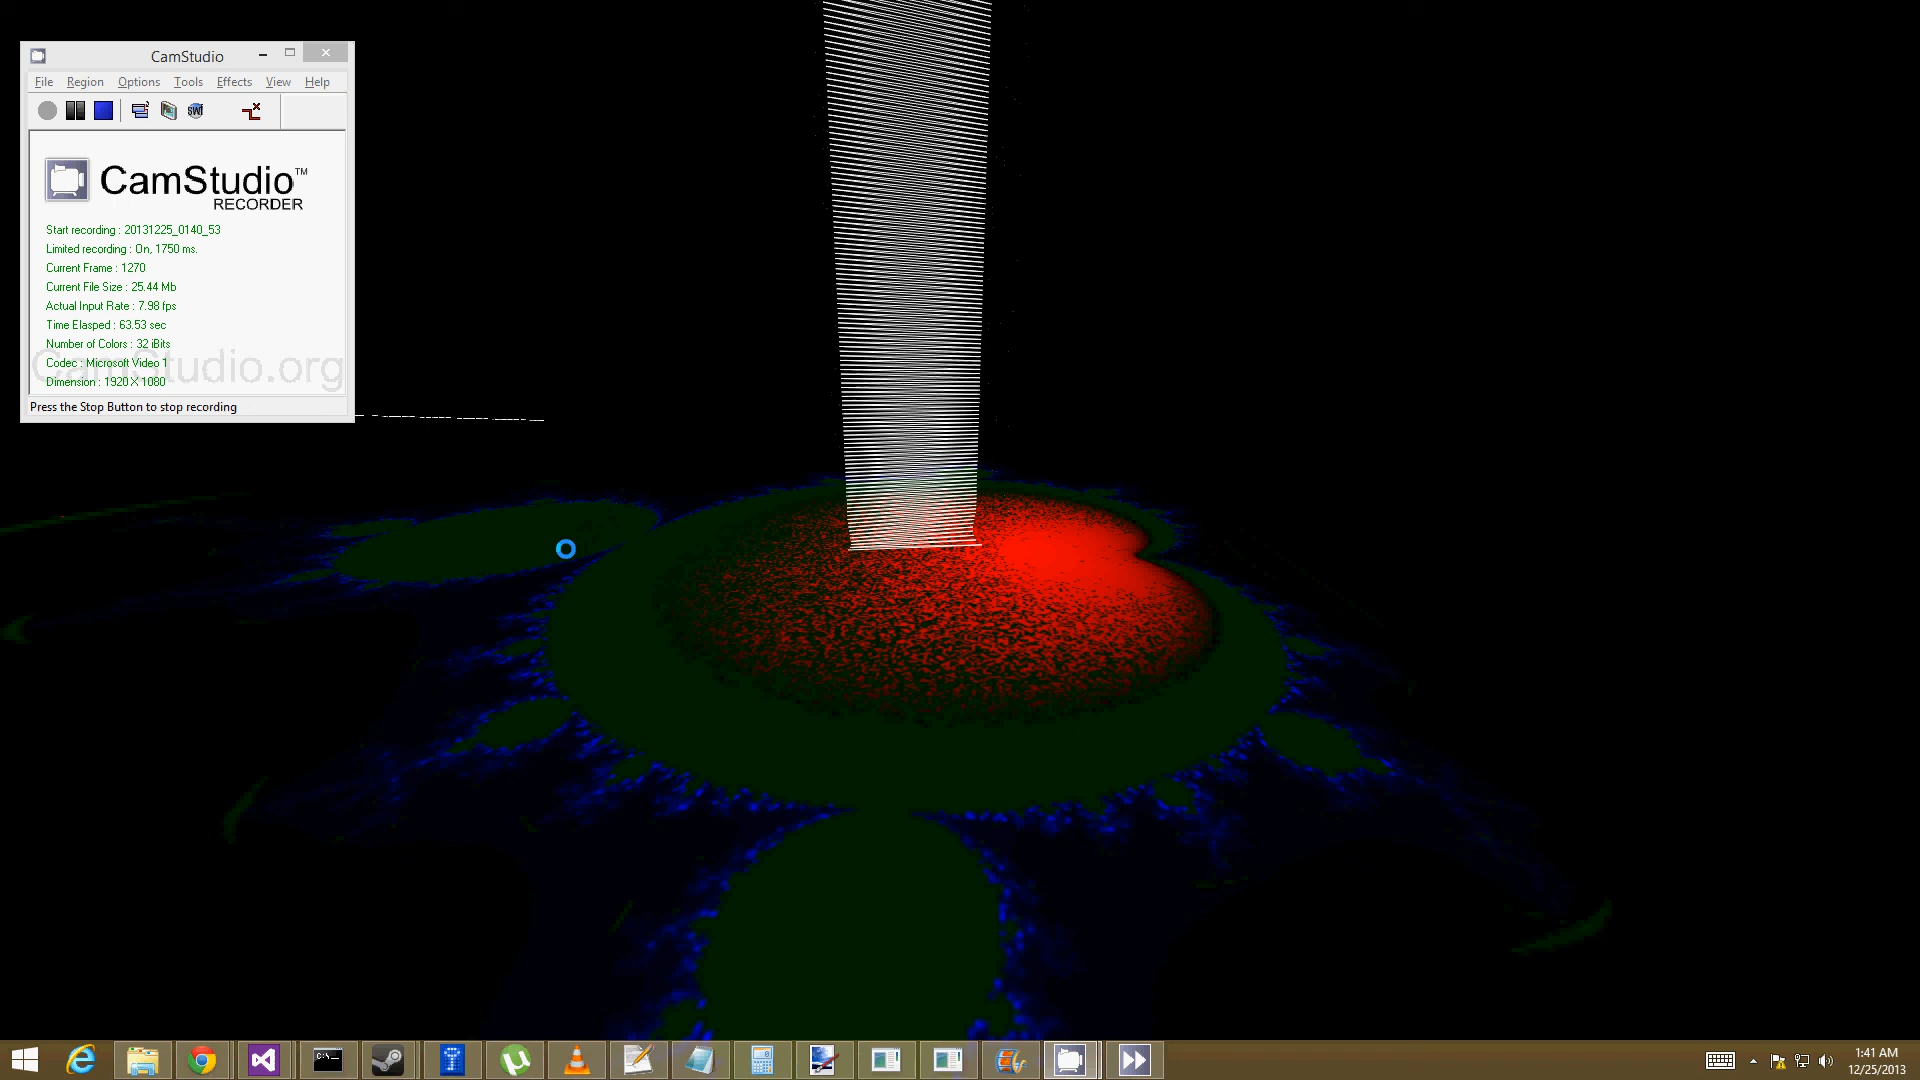 CamStudio
File Region Options Tools Effects View Help
SWf
CamStudio™
RECORDER
Start recording : 20131225_0140_53
Limited recording : On, 1750 ms.
Current Frame : 1270
Current File Size : 25.44 Mb
Actual Input Rate : 7.98 fps
Time Elasped : 63.53 sec
Number of Colors : 32 iBits
CamStudio.org
Codec : Microsoft Video 1
Dimension : 1920 X 1080
Press the Stop Button to stop recording
C:\_
1:41 AM
12/25/2013